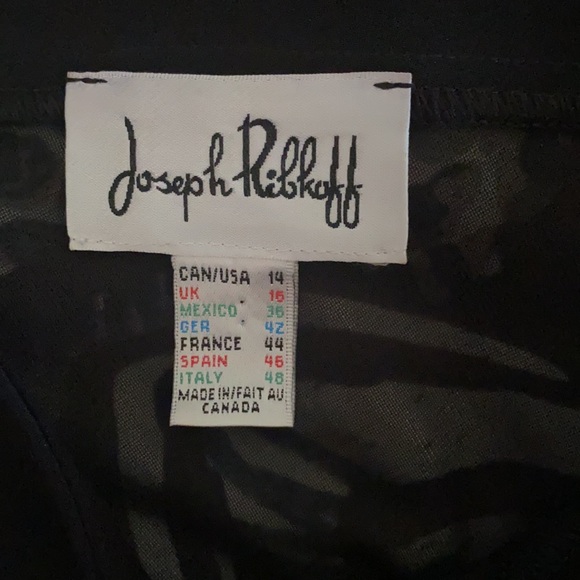 Joseph Ribkoff
CAN/USA 14
UK 16
MEXICO 36
GER 42
FRANCE 44
SPAIN 46
ITALY 48
MADE IN/FAIT AU
CANADA